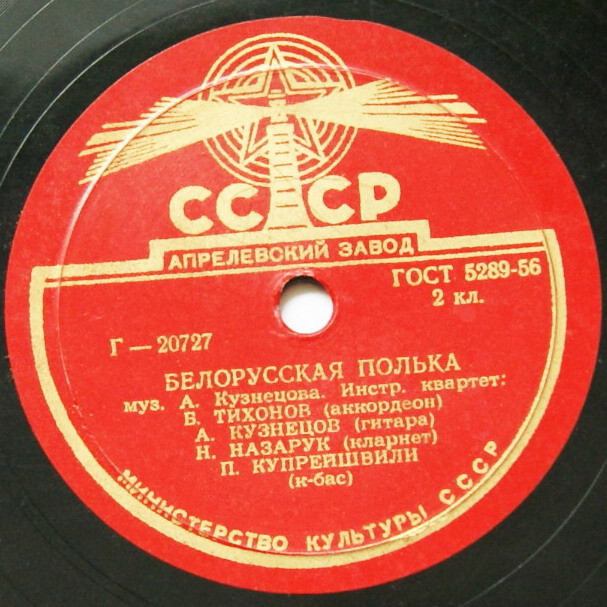 СССР
АПРЕЛЕВСКИЙ ЗАВОД
ГОСТ 5289-56
2 кл.
Г — 20727
БЕЛОРУССКАЯ ПОЛЬКА
муз. А. Кузнецова. Инстр. квартет:
Б. ТИХОНОВ (аккордеон)
А. КУЗНЕЦОВ (гитара)
Н. НАЗАРУК (кларнет)
П. КУПРЕЙШВИЛИ
(к-бас)
МИНИСТЕРСТВО КУЛЬТУРЫ СССР